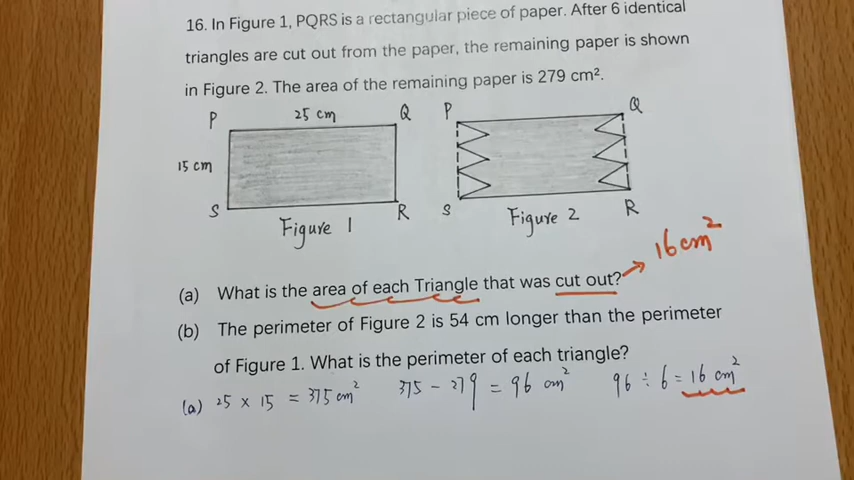 16. In Figure 1, PQRS is a rectangular piece of paper. After 6 identical
triangles are cut out from the paper, the remaining paper is shown
in Figure 2. The area of the remaining paper is 279 cm².
P 25 cm Q P Q
15 cm
S R S R
Figure 1 Figure 2
16 cm²
(a) What is the area of each Triangle that was cut out?
(b) The perimeter of Figure 2 is 54 cm longer than the perimeter
of Figure 1. What is the perimeter of each triangle?
(a) 25 × 15 = 375 cm² 375 - 279 = 96 cm² 96 ÷ 6 = 16 cm²